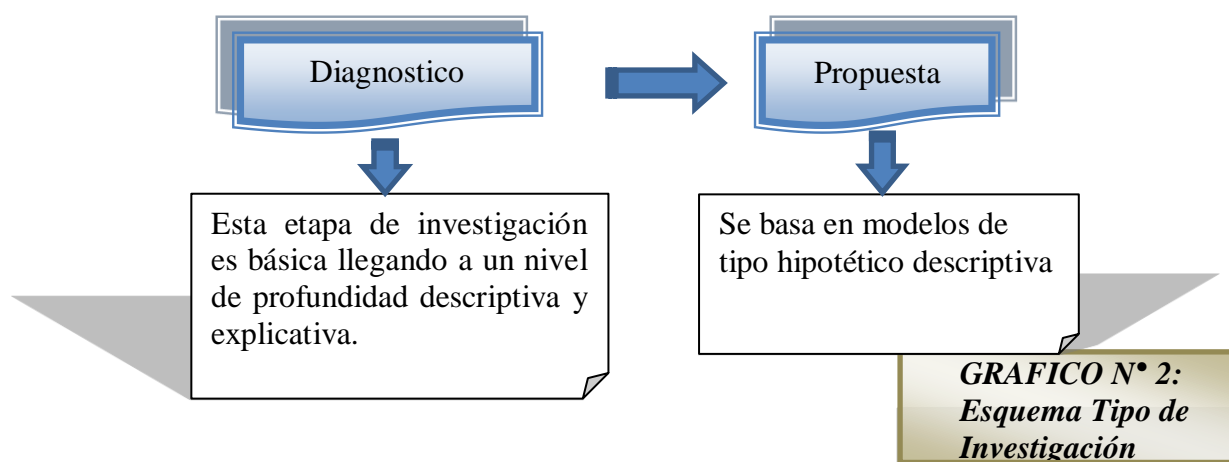 Diagnostico
Propuesta
Esta etapa de investigación
es básica llegando a un nivel
de profundidad descriptiva y
explicativa.
Se basa en modelos de
tipo hipotético descriptiva
GRAFICO N° 2:
Esquema Tipo de
Investigación